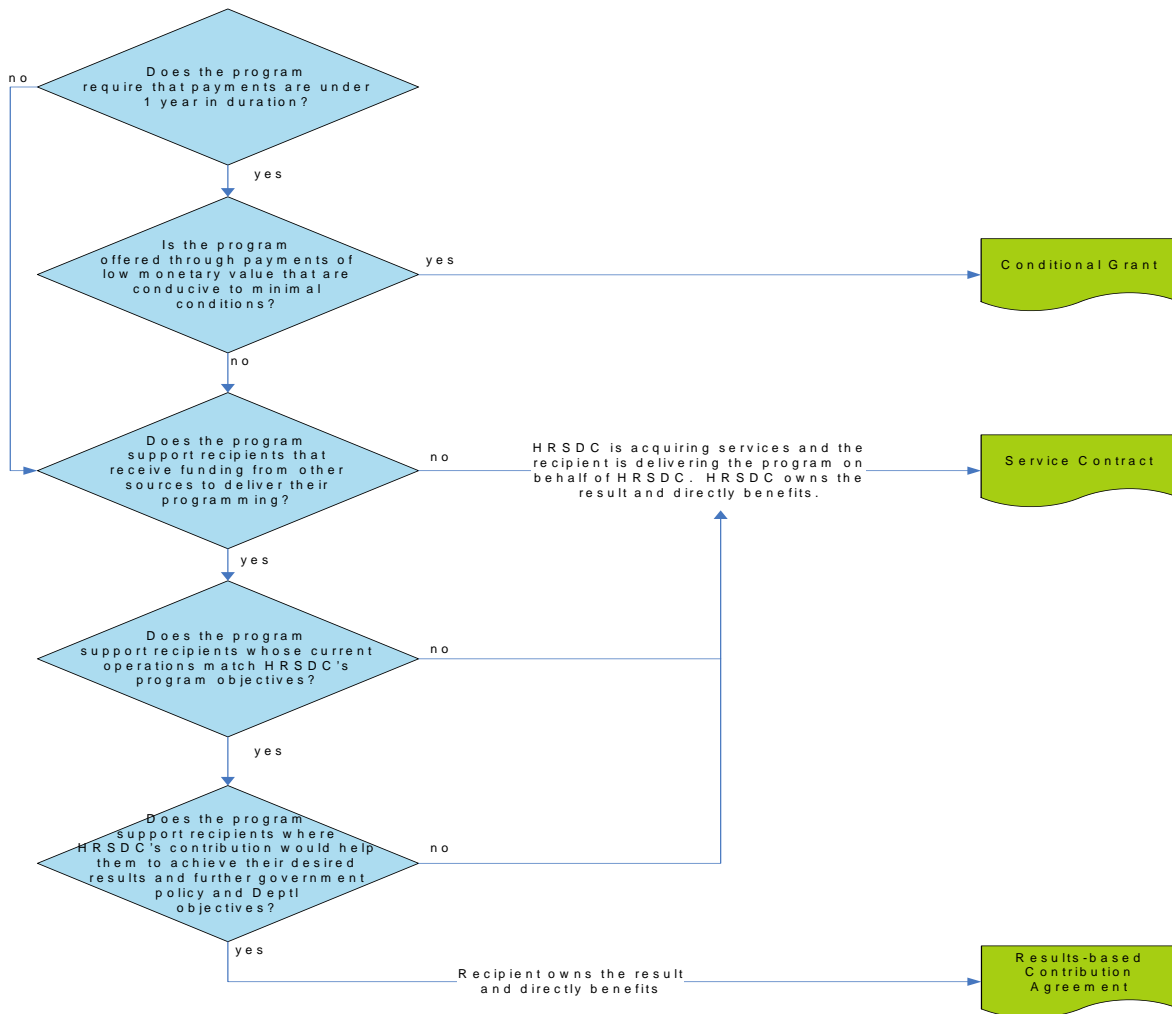 Does the program
require that payments are under
1 year in duration?
no
yes
Is the program
offered through payments of
low monetary value that are
conducive to minimal
conditions?
yes
Conditional Grant
no
Does the program
support recipients that
receive funding from other
sources to deliver their
programming?
no
HRSDC is acquiring services and the
recipient is delivering the program on
behalf of HRSDC. HRSDC owns the
result and directly benefits.
Service Contract
yes
Does the program
support recipients whose current
operations match HRSDC's
program objectives?
no
yes
Does the program
support recipients where
HRSDC's contribution would help
them to achieve their desired
results and further government
policy and Deptl
objectives?
no
yes
Recipient owns the result
and directly benefits
Results-based
Contribution
Agreement